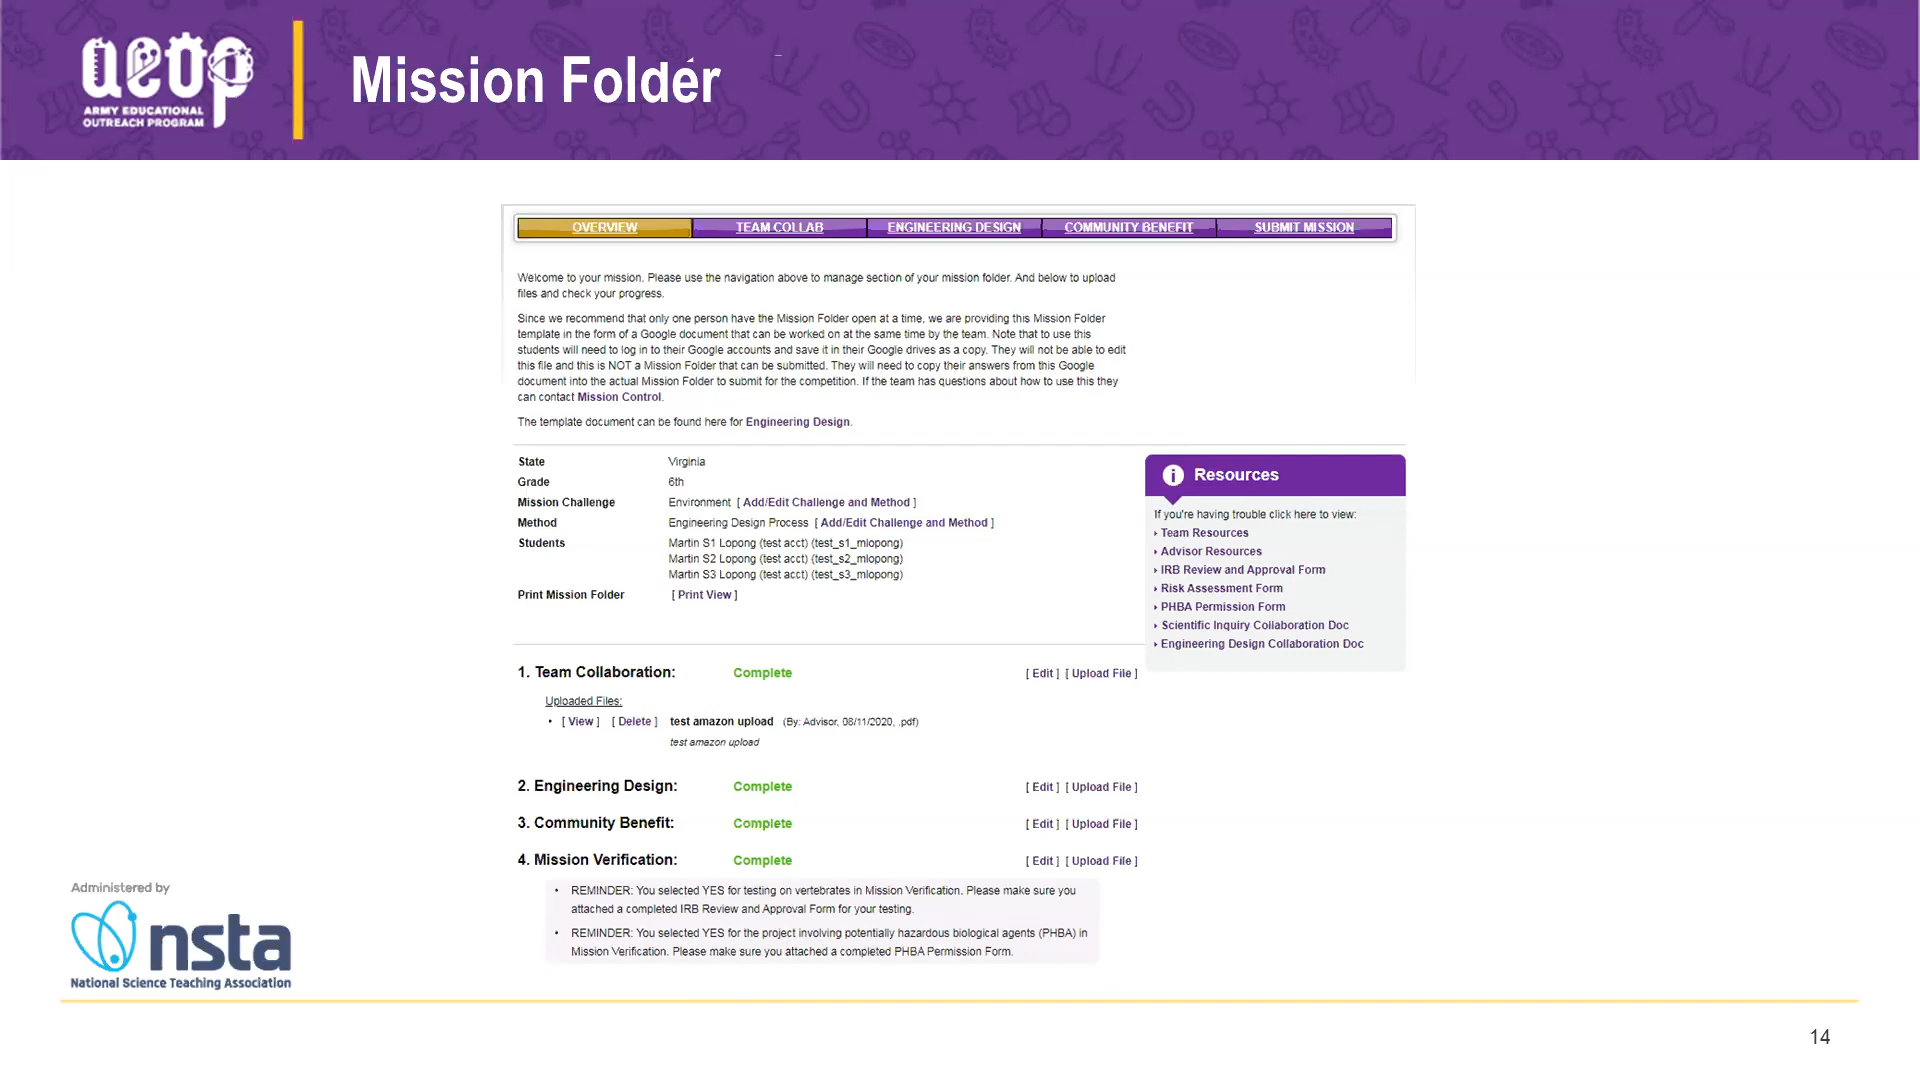 aeop
ARMY EDUCATIONAL
OUTREACH PROGRAM
Mission Folder
OVERVIEW TEAM COLLAB ENGINEERING DESIGN COMMUNITY BENEFIT SUBMIT MISSION
Welcome to your mission. Please use the navigation above to manage section of your mission folder. And below to upload
files and check your progress.
Since we recommend that only one person have the Mission Folder open at a time, we are providing this Mission Folder
template in the form of a Google document that can be worked on at the same time by the team. Note that to use this
students will need to log in to their Google accounts and save it in their Google drives as a copy. They will not be able to edit
this file and this is NOT a Mission Folder that can be submitted. They will need to copy their answers from this Google
document into the actual Mission Folder to submit for the competition. If the team has questions about how to use this they
can contact Mission Control.
The template document can be found here for Engineering Design.
State Virginia
Grade 6th
Mission Challenge Environment [ Add/Edit Challenge and Method ]
Method Engineering Design Process [ Add/Edit Challenge and Method ]
Students Martin S1 Lopong (test acct) (test_s1_mlopong)
Martin S2 Lopong (test acct) (test_s2_mlopong)
Martin S3 Lopong (test acct) (test_s3_mlopong)
Print Mission Folder [ Print View ]
i Resources
If you're having trouble click here to view:
Team Resources
Advisor Resources
IRB Review and Approval Form
Risk Assessment Form
PHBA Permission Form
Scientific Inquiry Collaboration Doc
Engineering Design Collaboration Doc
1. Team Collaboration: Complete [ Edit ] [ Upload File ]
Uploaded Files:
• [ View ] [ Delete ] test amazon upload (By: Advisor, 08/11/2020, .pdf)
test amazon upload
2. Engineering Design: Complete [ Edit ] [ Upload File ]
3. Community Benefit: Complete [ Edit ] [ Upload File ]
4. Mission Verification: Complete [ Edit ] [ Upload File ]
• REMINDER: You selected YES for testing on vertebrates in Mission Verification. Please make sure you
attached a completed IRB Review and Approval Form for your testing.
• REMINDER: You selected YES for the project involving potentially hazardous biological agents (PHBA) in
Mission Verification. Please make sure you attached a completed PHBA Permission Form.
Administered by
nsta
National Science Teaching Association
14